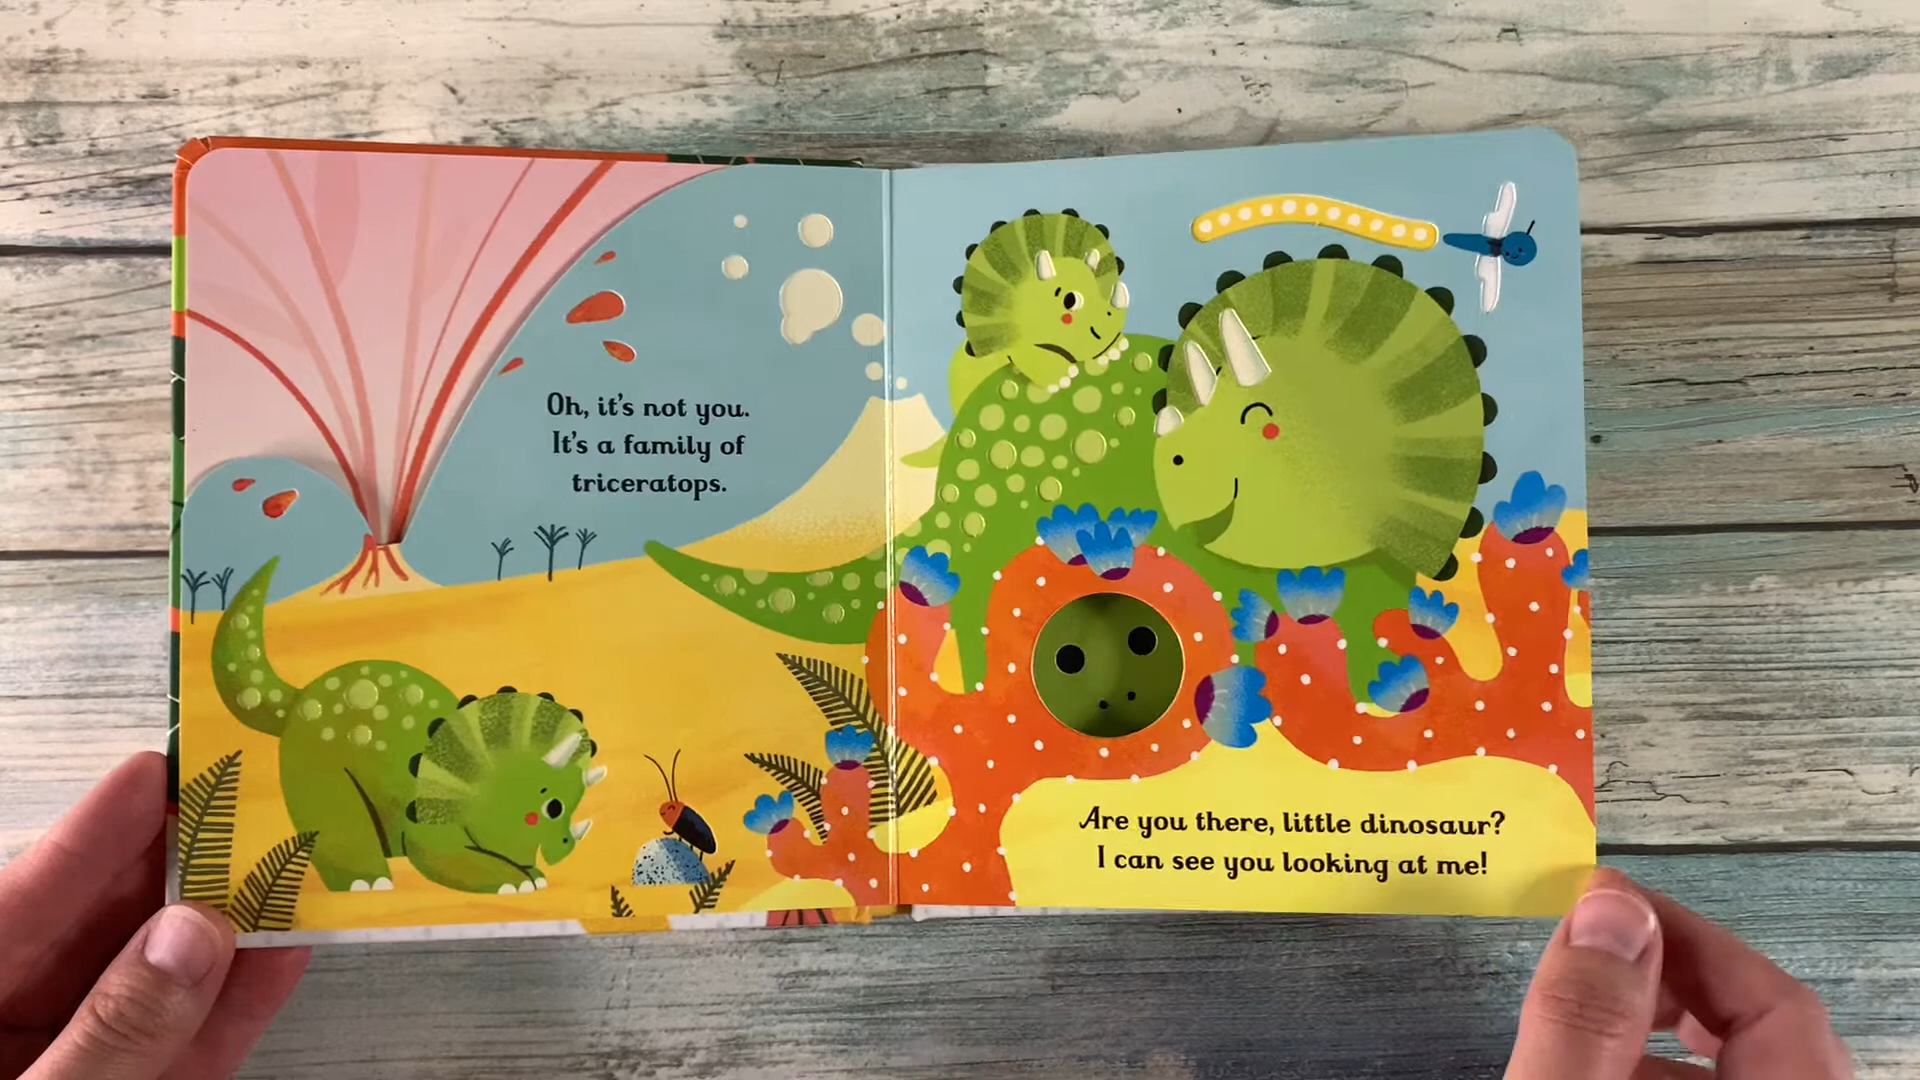 Oh, it's not you.
It's a family of
triceratops.
Are you there, little dinosaur?
I can see you looking at me!